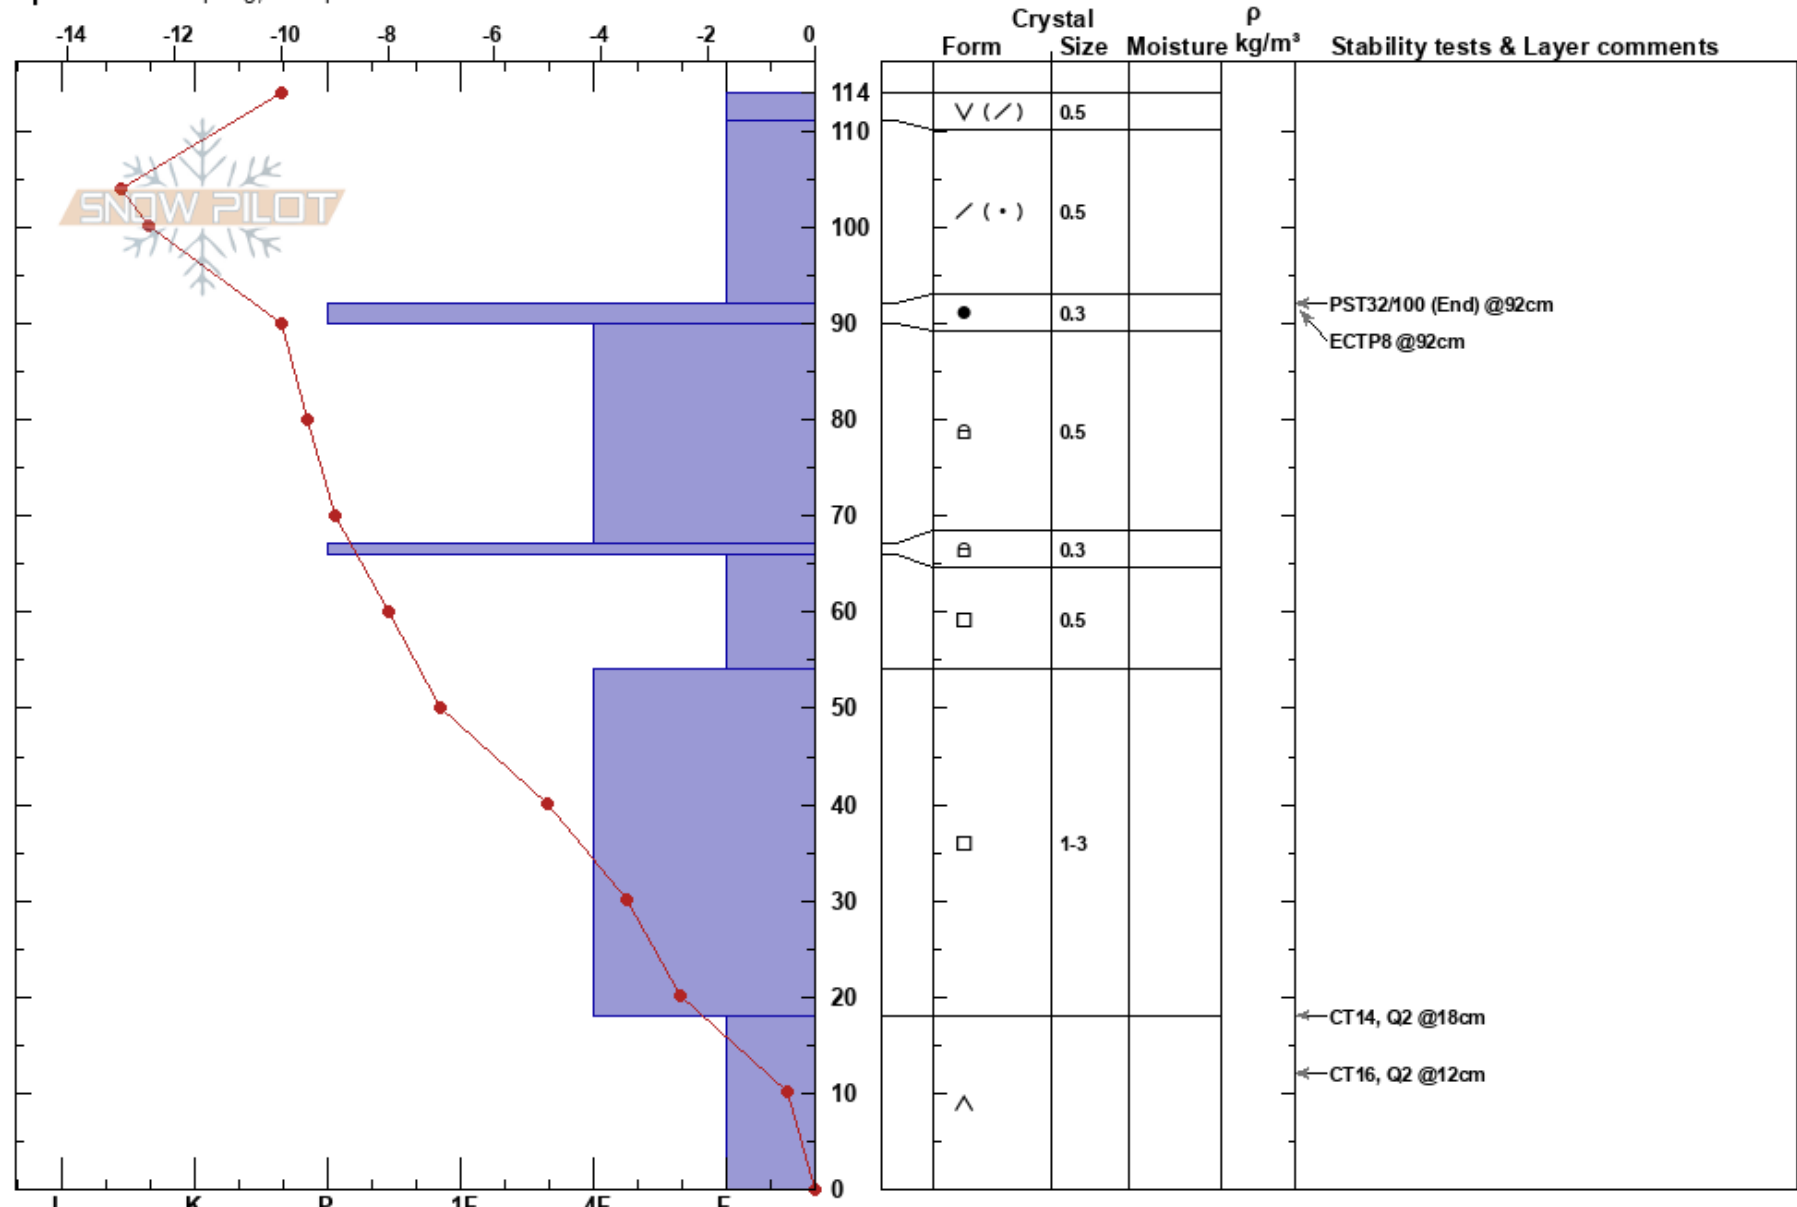 Crystal ρ
-14 -12 -10 -8 -6 -4 -2 0 Form Size Moisture kg/m³ Stability tests & Layer comments
114 V (/) 0.5
110
SNOW PILOT
100 / (•) 0.5
● 0.3 PST32/100 (End) @92cm
90
ECTP8 @92cm
80 0.5
70
0.3
60 □ 0.5
50
40
□ 1-3
30
20
CT14, Q2 @18cm
CT16, Q2 @12cm
10
∧
0
I K P 1F 4F F